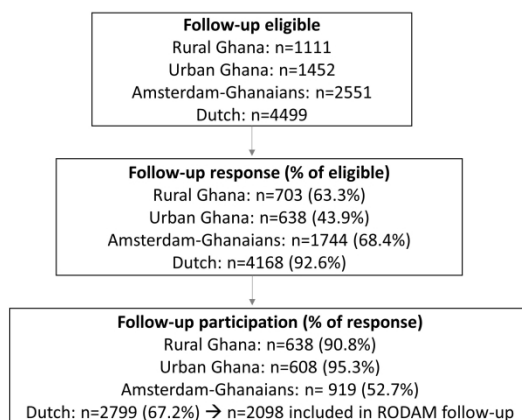 Follow-up eligible
Rural Ghana: n=1111
Urban Ghana: n=1452
Amsterdam-Ghanaians: n=2551
Dutch: n=4499
Follow-up response (% of eligible)
Rural Ghana: n=703 (63.3%)
Urban Ghana: n=638 (43.9%)
Amsterdam-Ghanaians: n=1744 (68.4%)
Dutch: n=4168 (92.6%)
Follow-up participation (% of response)
Rural Ghana: n=638 (90.8%)
Urban Ghana: n=608 (95.3%)
Amsterdam-Ghanaians: n= 919 (52.7%)
Dutch: n=2799 (67.2%) → n=2098 included in RODAM follow-up